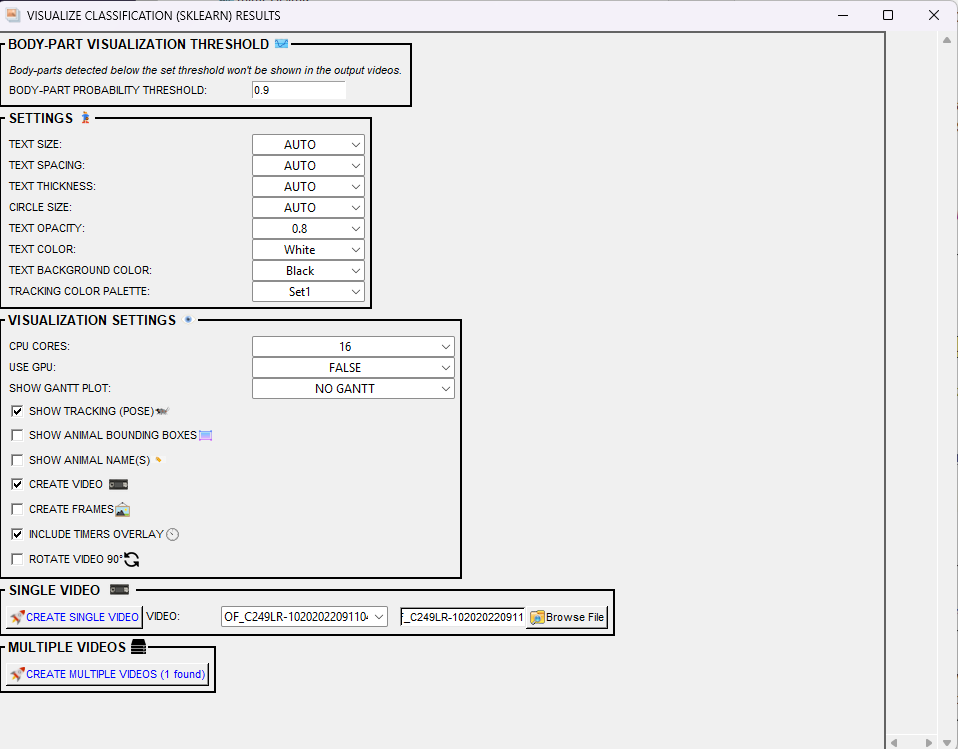 VISUALIZE CLASSIFICATION (SKLEARN) RESULTS
BODY-PART VISUALIZATION THRESHOLD
Body-parts detected below the set threshold won't be shown in the output videos.
BODY-PART PROBABILITY THRESHOLD: 0.9
SETTINGS
TEXT SIZE: AUTO
TEXT SPACING: AUTO
TEXT THICKNESS: AUTO
CIRCLE SIZE: AUTO
TEXT OPACITY: 0.8
TEXT COLOR: White
TEXT BACKGROUND COLOR: Black
TRACKING COLOR PALETTE: Set1
VISUALIZATION SETTINGS
CPU CORES: 16
USE GPU: FALSE
SHOW GANTT PLOT: NO GANTT
SHOW TRACKING (POSE)
SHOW ANIMAL BOUNDING BOXES
SHOW ANIMAL NAME(S)
CREATE VIDEO
CREATE FRAMES
INCLUDE TIMERS OVERLAY
ROTATE VIDEO 90°
SINGLE VIDEO
CREATE SINGLE VIDEO VIDEO: OF_C249LR-1020202209110 F_C249LR-102020220911 Browse File
MULTIPLE VIDEOS
CREATE MULTIPLE VIDEOS (1 found)